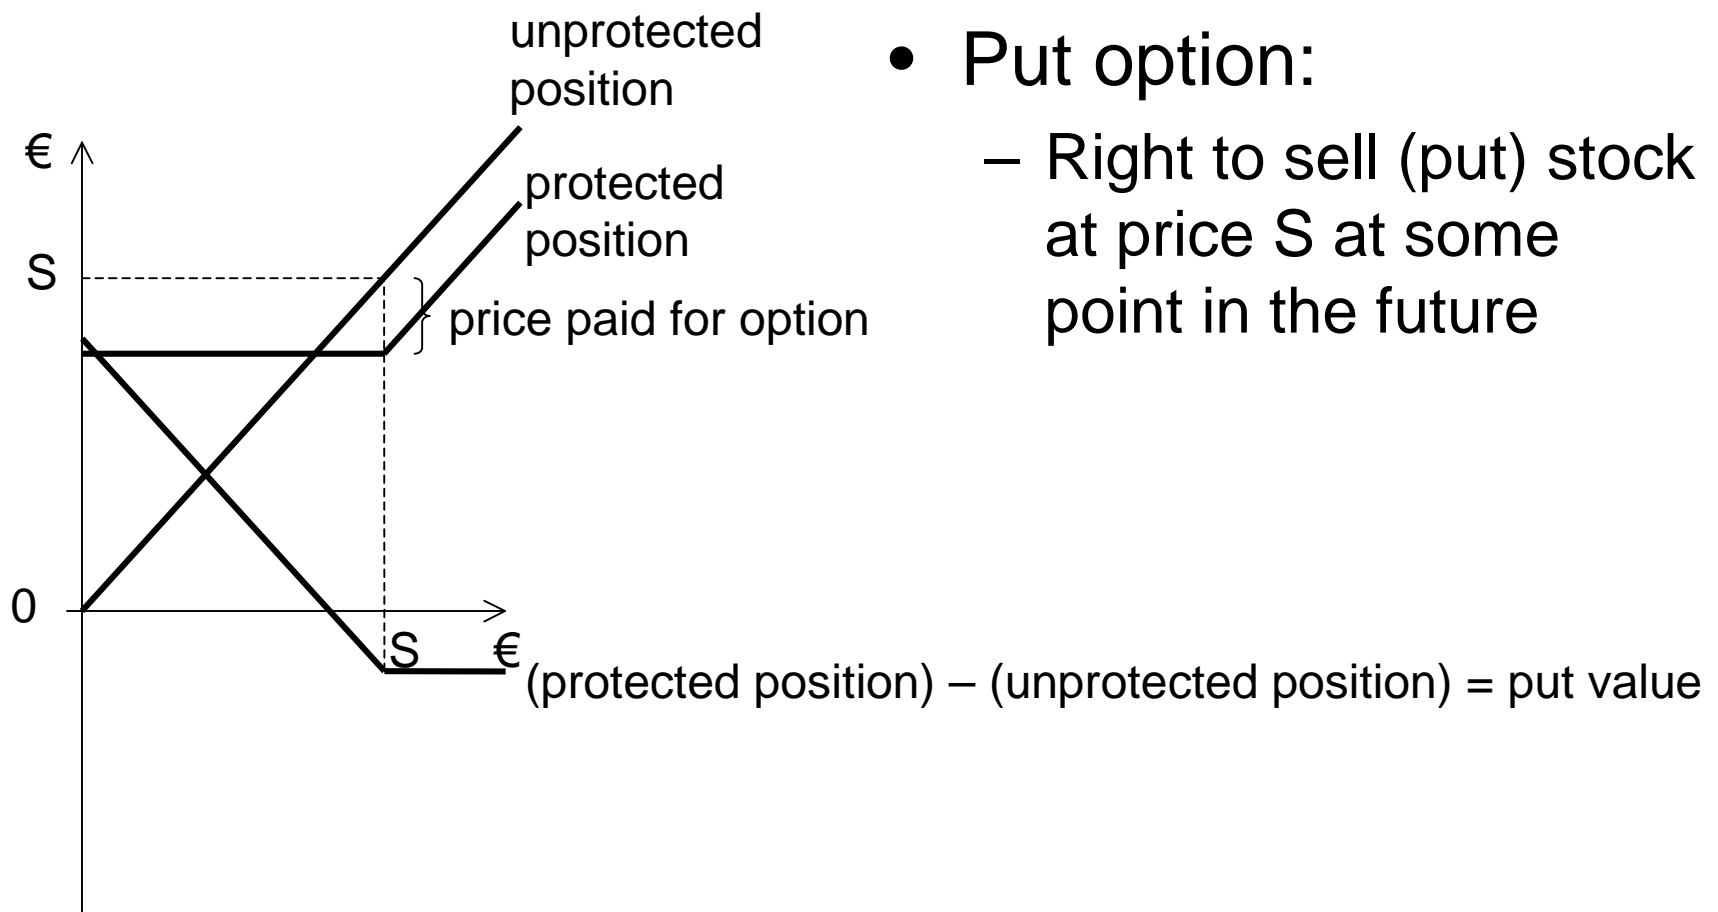 unprotected
position
€
protected
position
S
price paid for option
0
S
€
(protected position) – (unprotected position) = put value
• Put option:
– Right to sell (put) stock
at price S at some
point in the future